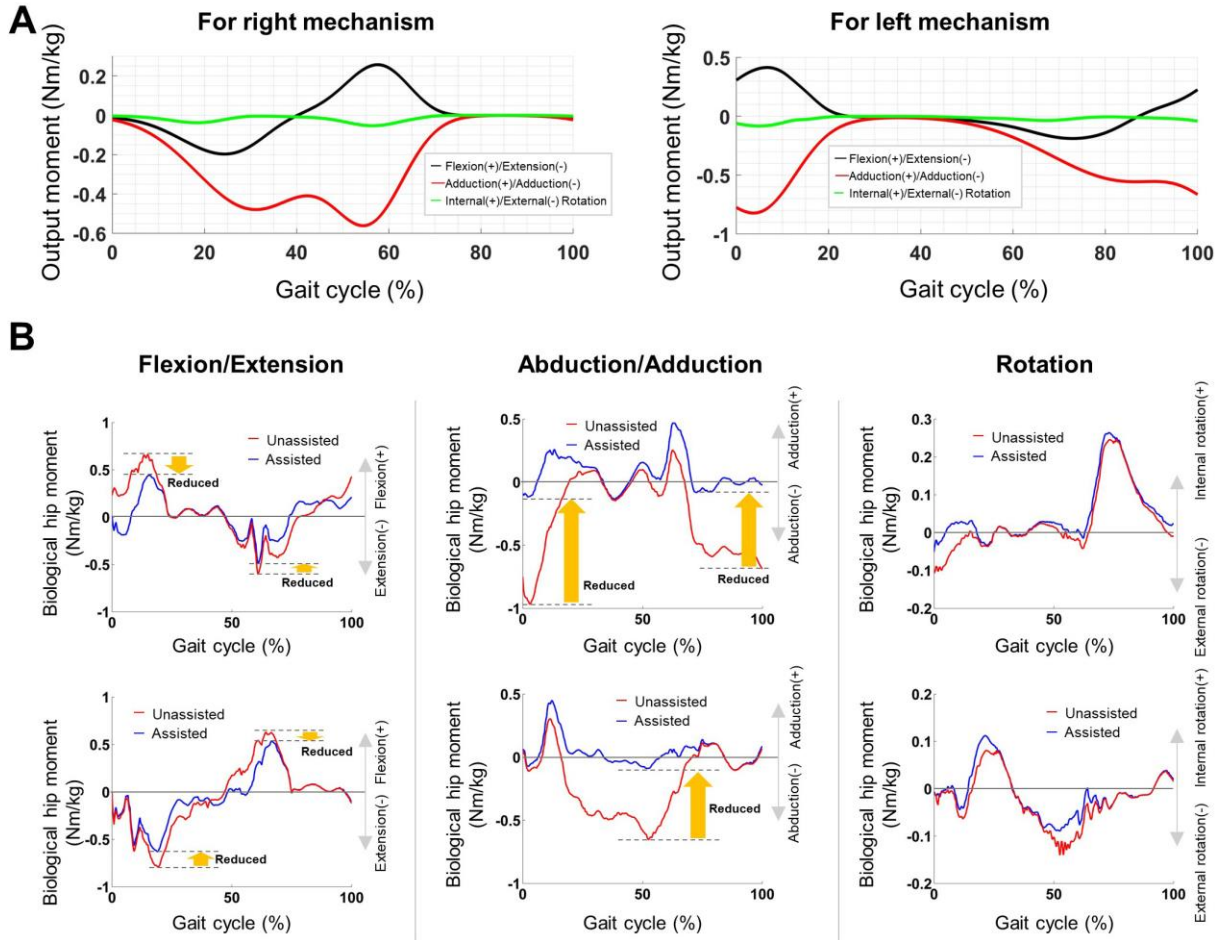 A
For right mechanism
For left mechanism
Output moment (Nm/kg)
0.2
0
-0.2
-0.4
-0.6
0
20
40
60
80
100
Gait cycle (%)
Flexion(+)/Extension(-)
Adduction(+)/Adduction(-)
Internal(+)/External(-) Rotation
Output moment (Nm/kg)
0.5
0
-0.5
-1
0
20
40
60
80
100
Gait cycle (%)
Flexion(+)/Extension(-)
Adduction(+)/Adduction(-)
Internal(+)/External(-) Rotation
B
Flexion/Extension
Abduction/Adduction
Rotation
Biological hip moment
(Nm/kg)
1
0.5
0
-0.5
-1
0
50
100
Gait cycle (%)
Unassisted
Assisted
Reduced
Reduced
Flexion(+)
Extension(-)
Biological hip moment
(Nm/kg)
0.5
0
-0.5
-1
0
50
100
Gait cycle (%)
Unassisted
Assisted
Reduced
Reduced
Adduction(+)
Abduction(-)
Biological hip moment
(Nm/kg)
0.3
0.2
0.1
0
-0.1
-0.2
0
50
100
Gait cycle (%)
Unassisted
Assisted
Internal rotation(+)
External rotation(-)
Biological hip moment
(Nm/kg)
1
0.5
0
-0.5
-1
0
50
100
Gait cycle (%)
Unassisted
Assisted
Reduced
Reduced
Flexion(+)
Extension(-)
Biological hip moment
(Nm/kg)
0.5
0
-0.5
-1
0
50
100
Gait cycle (%)
Unassisted
Assisted
Reduced
Adduction(+)
Abduction(-)
Biological hip moment
(Nm/kg)
0.2
0.1
0
-0.1
-0.2
0
50
100
Gait cycle (%)
Unassisted
Assisted
Internal rotation(+)
External rotation(-)